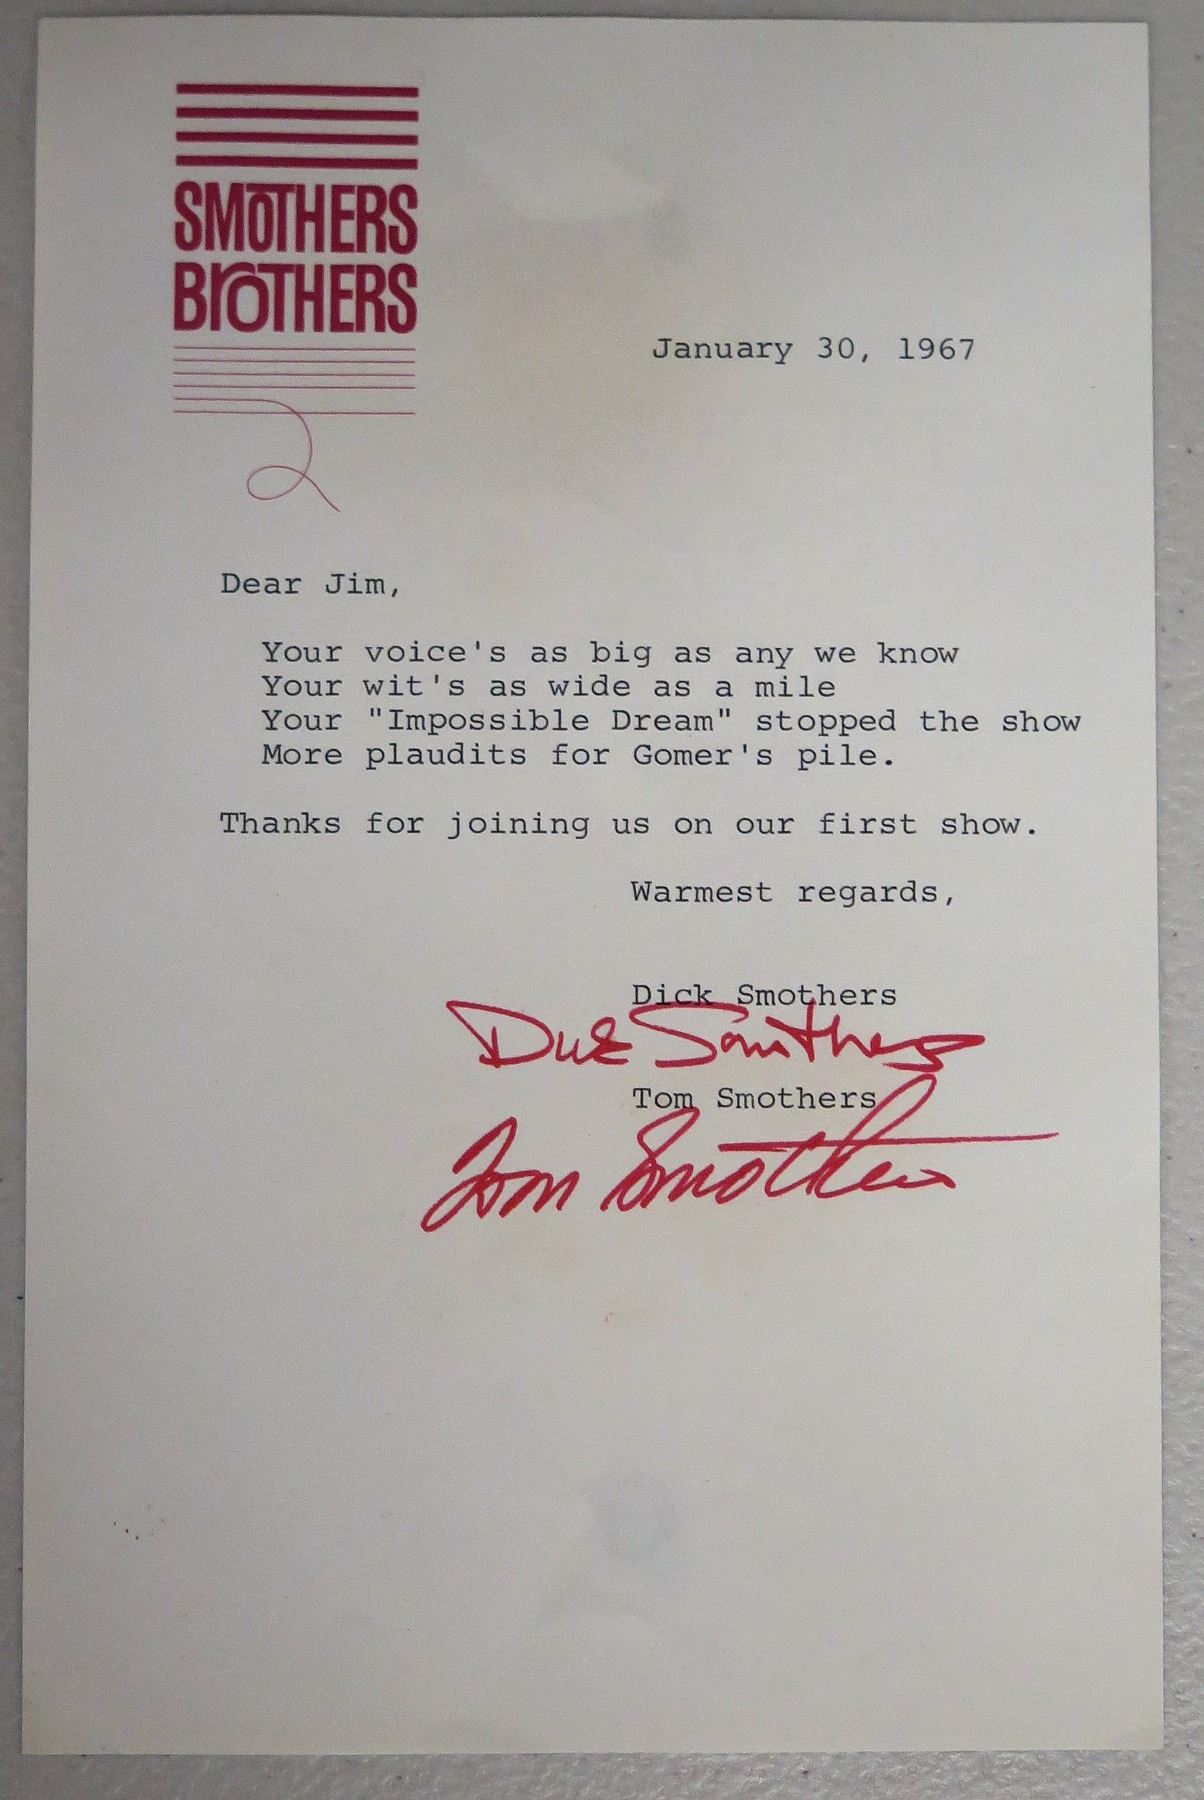 SMOTHERS
BrOTHERS
January 30, 1967
Dear Jim,
Your voice's as big as any we know
Your wit's as wide as a mile
Your "Impossible Dream" stopped the show
More plaudits for Gomer's pile.
Thanks for joining us on our first show.
Warmest regards,
Dick Smothers
Dick Smothers
Tom Smothers
Tom Smothers